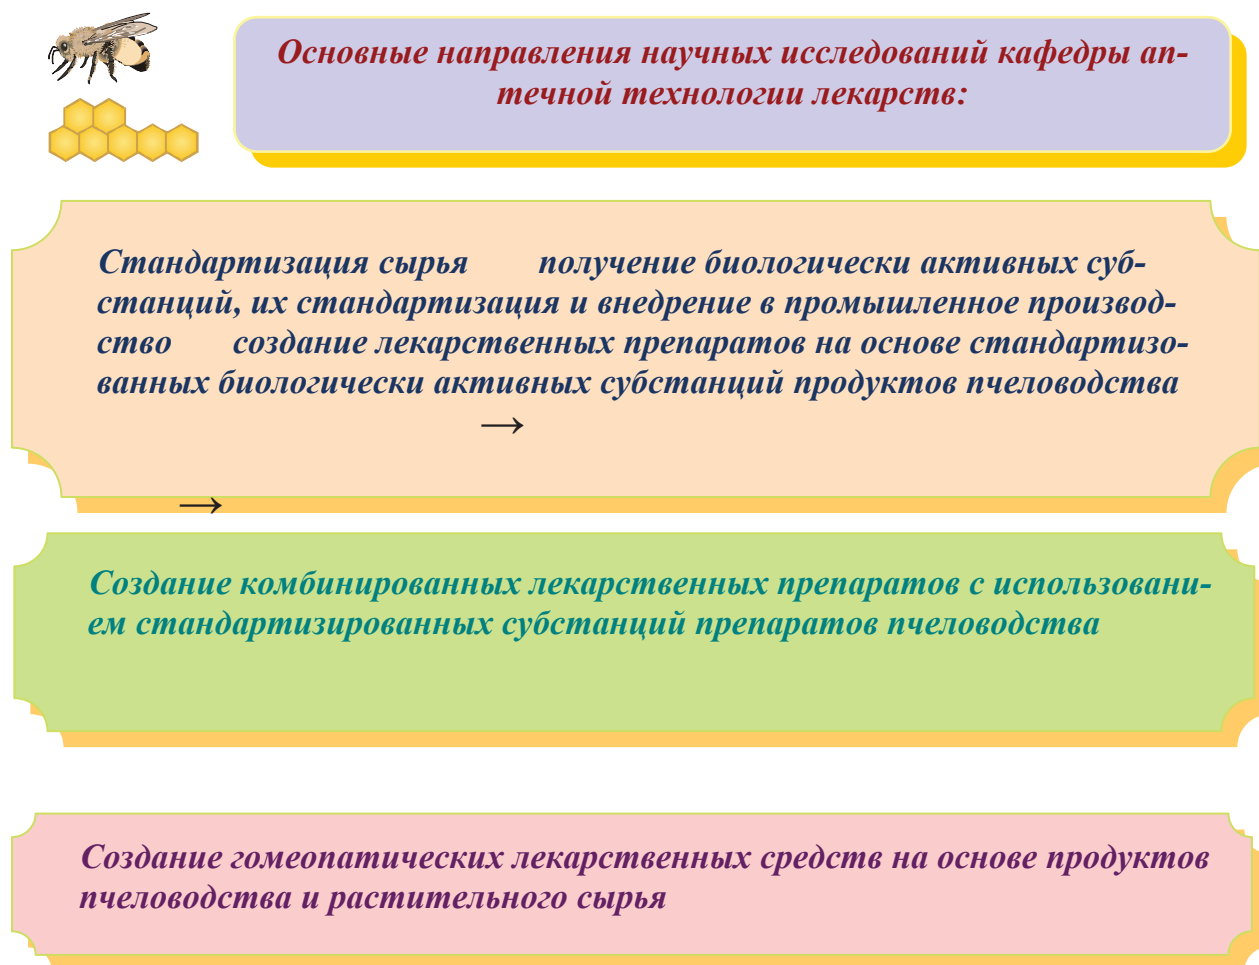 Основные направления научных исследований кафедры ап-
течной технологии лекарств:
Стандартизация сырья получение биологически активных суб-
станций, их стандартизация и внедрение в промышленное производ-
ство создание лекарственных препаратов на основе стандартизо-
ванных биологически активных субстанций продуктов пчеловодства
→
→
Создание комбинированных лекарственных препаратов с использовани-
ем стандартизированных субстанций препаратов пчеловодства
Создание гомеопатических лекарственных средств на основе продуктов
пчеловодства и растительного сырья